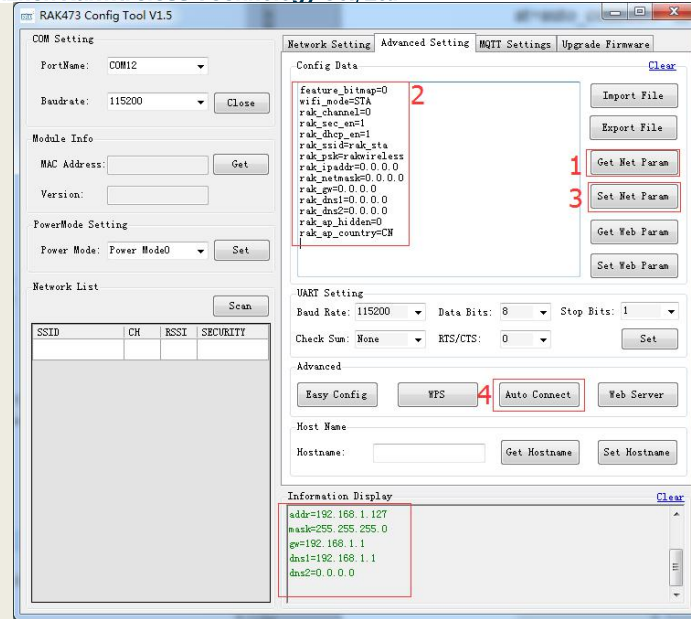 RAK473 Config Tool V1.5
COM Setting
PortName: COM12
Baudrate: 115200 Close
Module Info
MAC Address: Get
Version:
PowerMode Setting
Power Mode: Power Mode0 Set
Network List
Scan
SSID CH RSSI SECURITY
Network Setting Advanced Setting MQTT Settings Upgrade Firmware
Config Data Clear
feature_bitmap=0
wifi_mode=STA
rak_channel=0
rak_sec_en=1
rak_dhcp_en=1
rak_ssid=rak_sta
rak_psk=rakwireless
rak_ipaddr=0.0.0.0
rak_netmask=0.0.0.0
rak_gw=0.0.0.0
rak_dns1=0.0.0.0
rak_dns2=0.0.0.0
rak_ap_hidden=0
rak_ap_country=CN
2
Import File
Export File
1 Get Net Param
3 Set Net Param
Get Web Param
Set Web Param
UART Setting
Baud Rate: 115200 Data Bits: 8 Stop Bits: 1
Check Sum: None RTS/CTS: 0 Set
Advanced
Easy Config WPS 4 Auto Connect Web Server
Host Name
Hostname: Get Hostname Set Hostname
Information Display Clear
addr=192.168.1.127
mask=255.255.255.0
gw=192.168.1.1
dns1=192.168.1.1
dns2=0.0.0.0